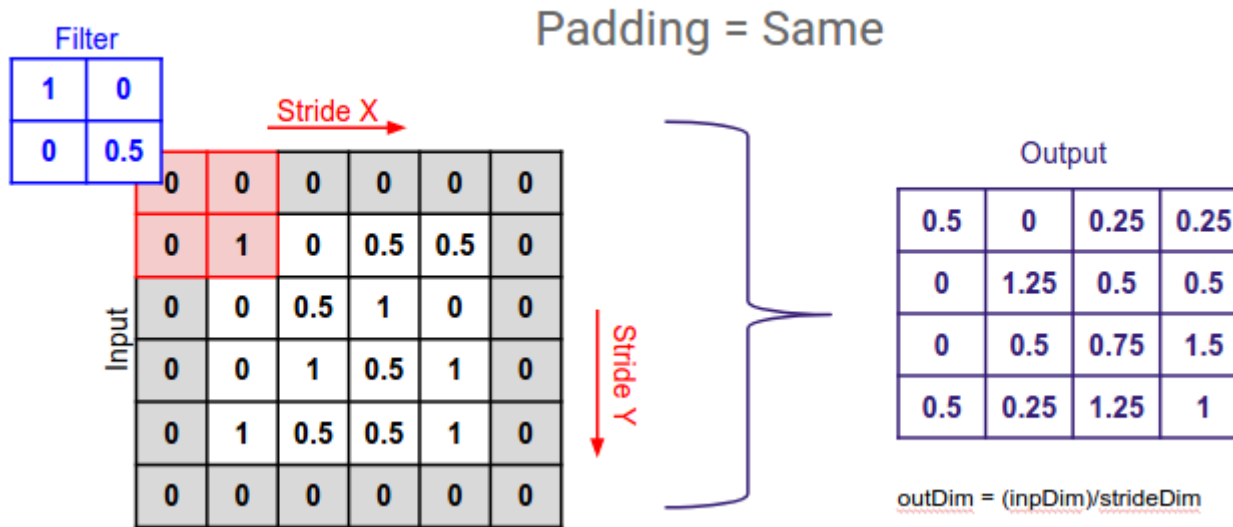 Padding = Same
Filter
1 0
0 0.5
Stride X
Input
0 0 0 0 0 0
0 1 0 0.5 0.5 0
0 0 0.5 1 0 0
0 0 1 0.5 1 0
0 1 0.5 0.5 1 0
0 0 0 0 0 0
Stride Y
Output
0.5 0 0.25 0.25
0 1.25 0.5 0.5
0 0.5 0.75 1.5
0.5 0.25 1.25 1
outDim = (inpDim)/strideDim